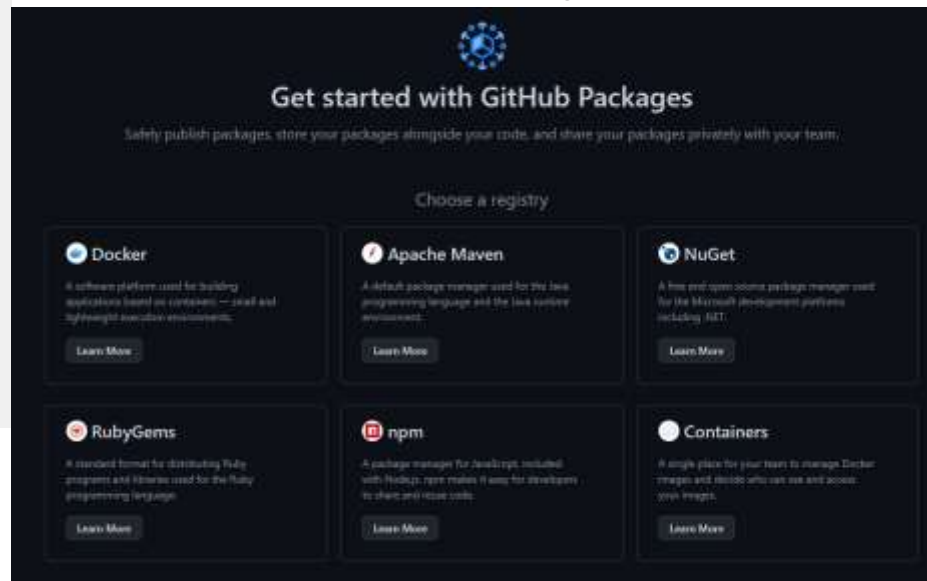 Get started with GitHub Packages
Safely publish packages, store your packages alongside your code, and share your packages privately with your team.
Choose a registry
Docker
A software platform used for building
applications based on containers — small and
lightweight execution environments.
Learn More
Apache Maven
A default package manager used for the Java
programming language and the Java runtime
environment.
Learn More
NuGet
A free and open source package manager used
for the Microsoft development platforms
including .NET.
Learn More
RubyGems
A standard format for distributing Ruby
programs and libraries used for the Ruby
programming language.
Learn More
npm
A package manager for JavaScript, included
with Node.js. npm makes it easy for developers
to share and reuse code.
Learn More
Containers
A single place for your team to manage Docker
images and decide who can see and access
your images.
Learn More